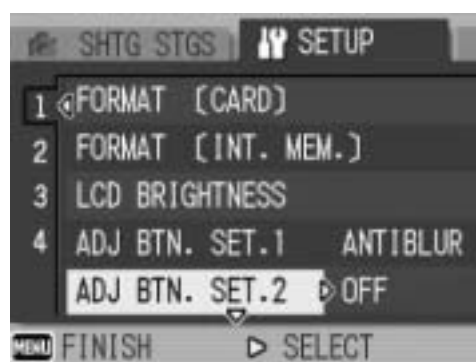 SHTG STGS SETUP
1 FORMAT [CARD]
2 FORMAT [INT. MEM.]
3 LCD BRIGHTNESS
4 ADJ BTN. SET.1 ANTIBLUR
ADJ BTN. SET.2 OFF
MENU FINISH SELECT